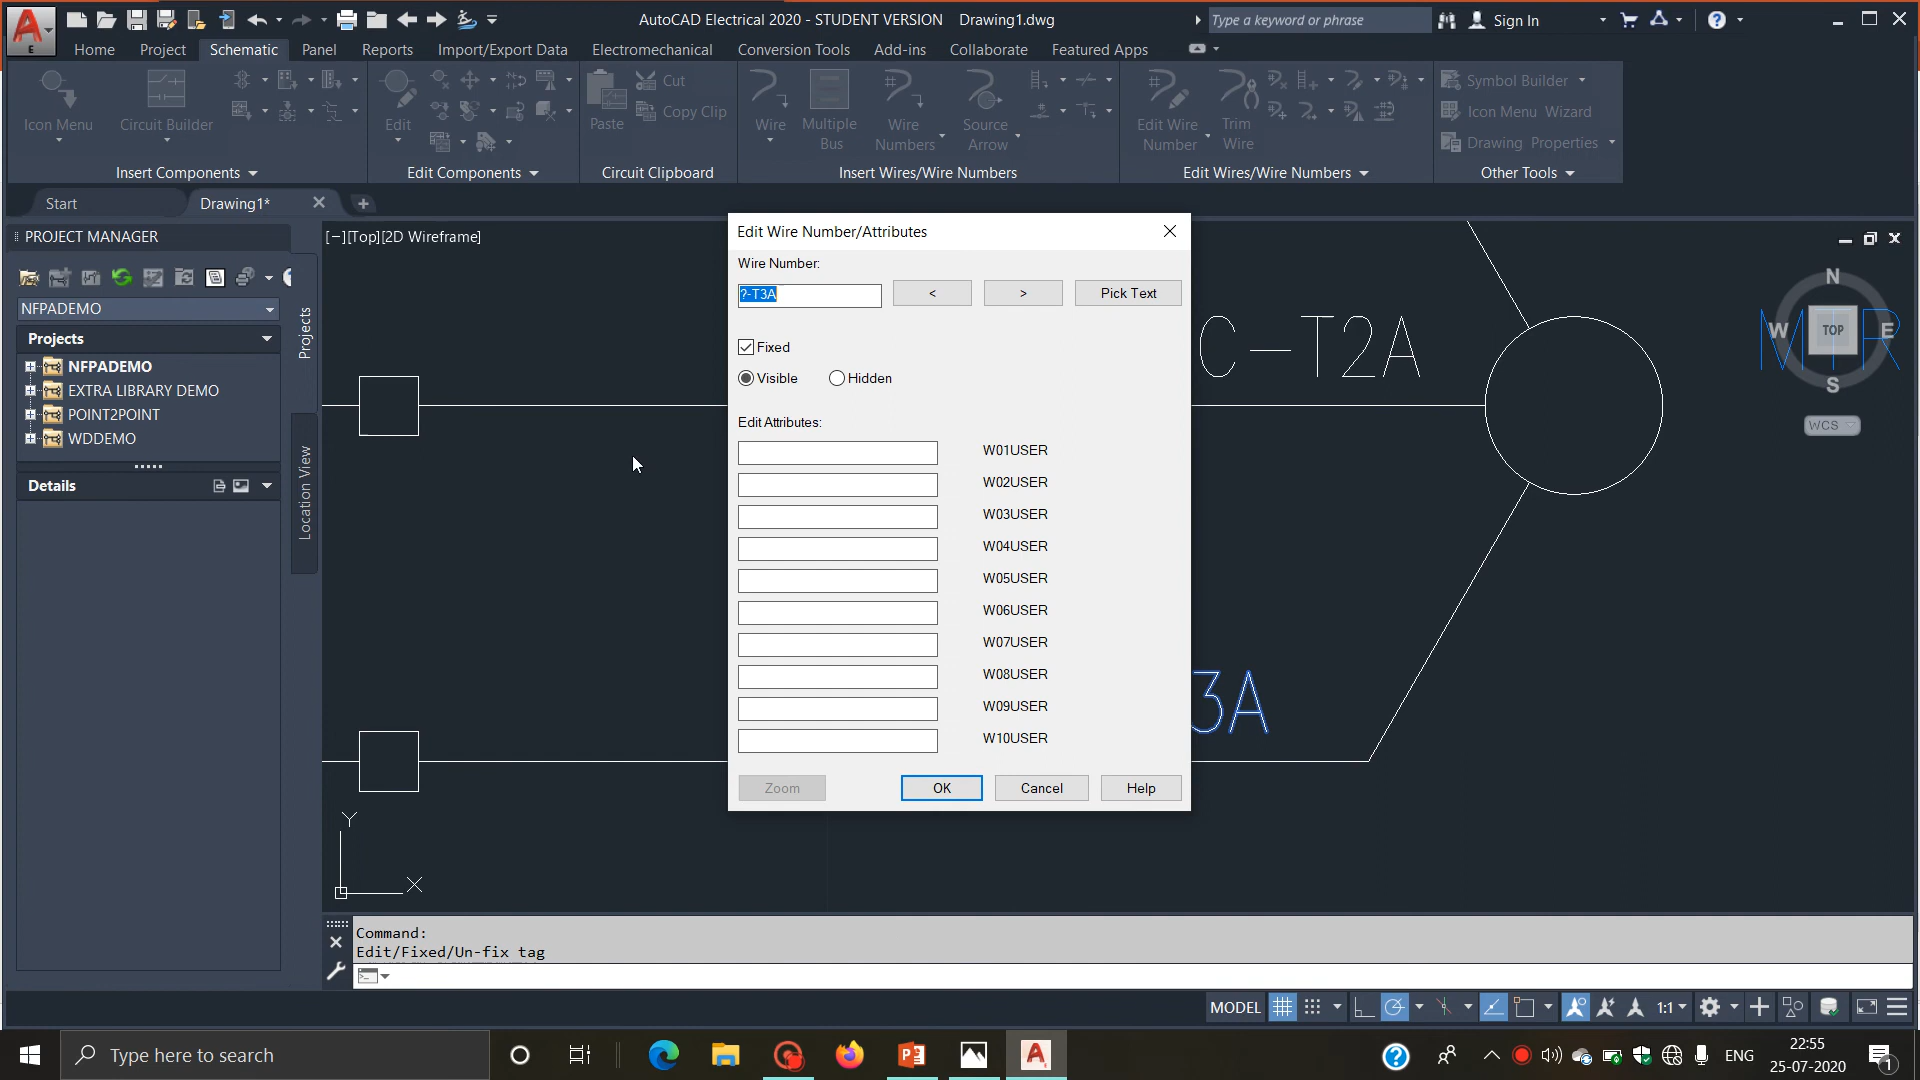 AutoCAD Electrical 2020 - STUDENT VERSION Drawing1.dwg
Type a keyword or phrase
Sign In
E
Home Project Schematic Panel Reports Import/Export Data Electromechanical Conversion Tools Add-ins Collaborate Featured Apps
Icon Menu
Circuit Builder
Edit
Paste
Cut
Copy Clip
Wire
Multiple
Bus
Wire
Numbers
Source
Arrow
Edit Wire
Number
Trim
Wire
Symbol Builder
Icon Menu Wizard
Drawing Properties
Insert Components
Edit Components
Circuit Clipboard
Insert Wires/Wire Numbers
Edit Wires/Wire Numbers
Other Tools
Start
Drawing1*
PROJECT MANAGER
NFPADEMO
Projects
NFPADEMO
EXTRA LIBRARY DEMO
POINT2POINT
WDDEMO
Details
Projects
Location View
[−][Top][2D Wireframe]
Edit Wire Number/Attributes
Wire Number:
?-T3A
<
>
Pick Text
Fixed
Visible
Hidden
Edit Attributes:
W01USER
W02USER
W03USER
W04USER
W05USER
W06USER
W07USER
W08USER
W09USER
W10USER
Zoom
OK
Cancel
Help
C-T2A
3A
N
W
TOP
E
S
WCS
Y
X
Command:
Edit/Fixed/Un-fix tag
MODEL
1:1
Type here to search
ENG
22:55
25-07-2020
1